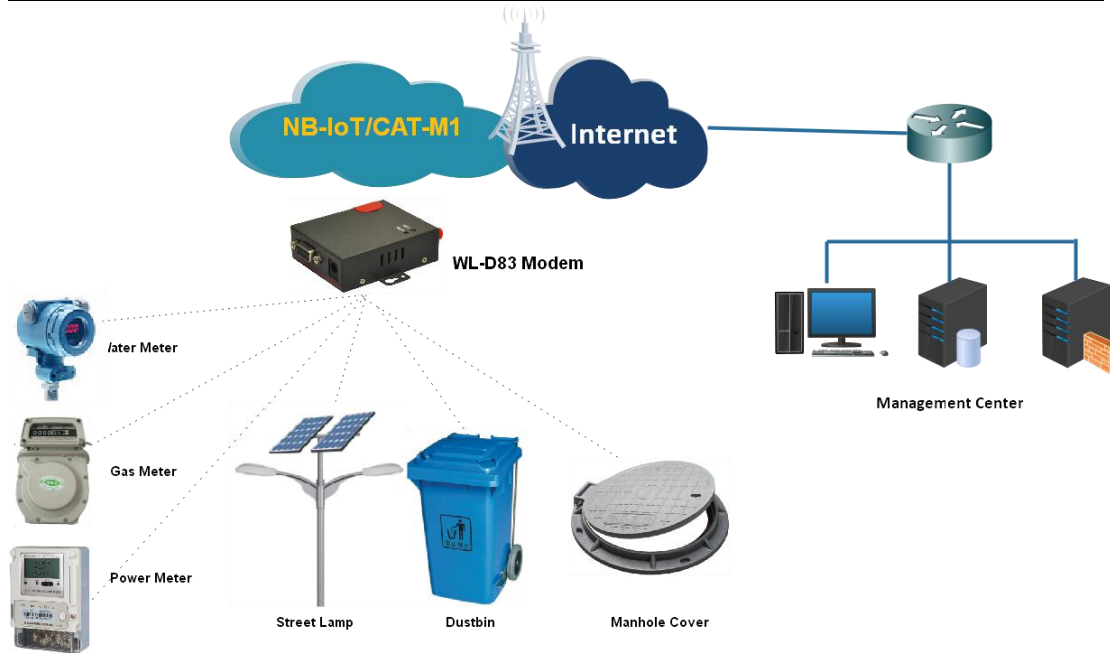 NB-IoT/CAT-M1
Internet
WL-D83 Modem
/ater Meter
Gas Meter
Power Meter
Street Lamp
Dustbin
Manhole Cover
Management Center